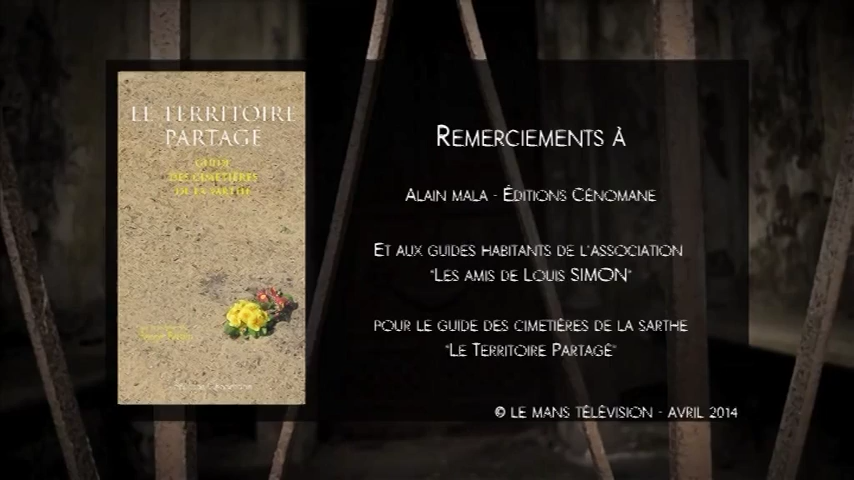 LE TERRITOIRE
PARTAGÉ
GUIDE
DES CIMETIÈRES
DE LA SARTHE
REMERCIEMENTS À
ALAIN MALA - ÉDITIONS CÉNOMANE
ET AUX GUIDES HABITANTS DE L'ASSOCIATION
"LES AMIS DE LOUIS SIMON"
POUR LE GUIDE DES CIMETIÈRES DE LA SARTHE
"LE TERRITOIRE PARTAGÉ"
© LE MANS TÉLÉVISION - AVRIL 2014